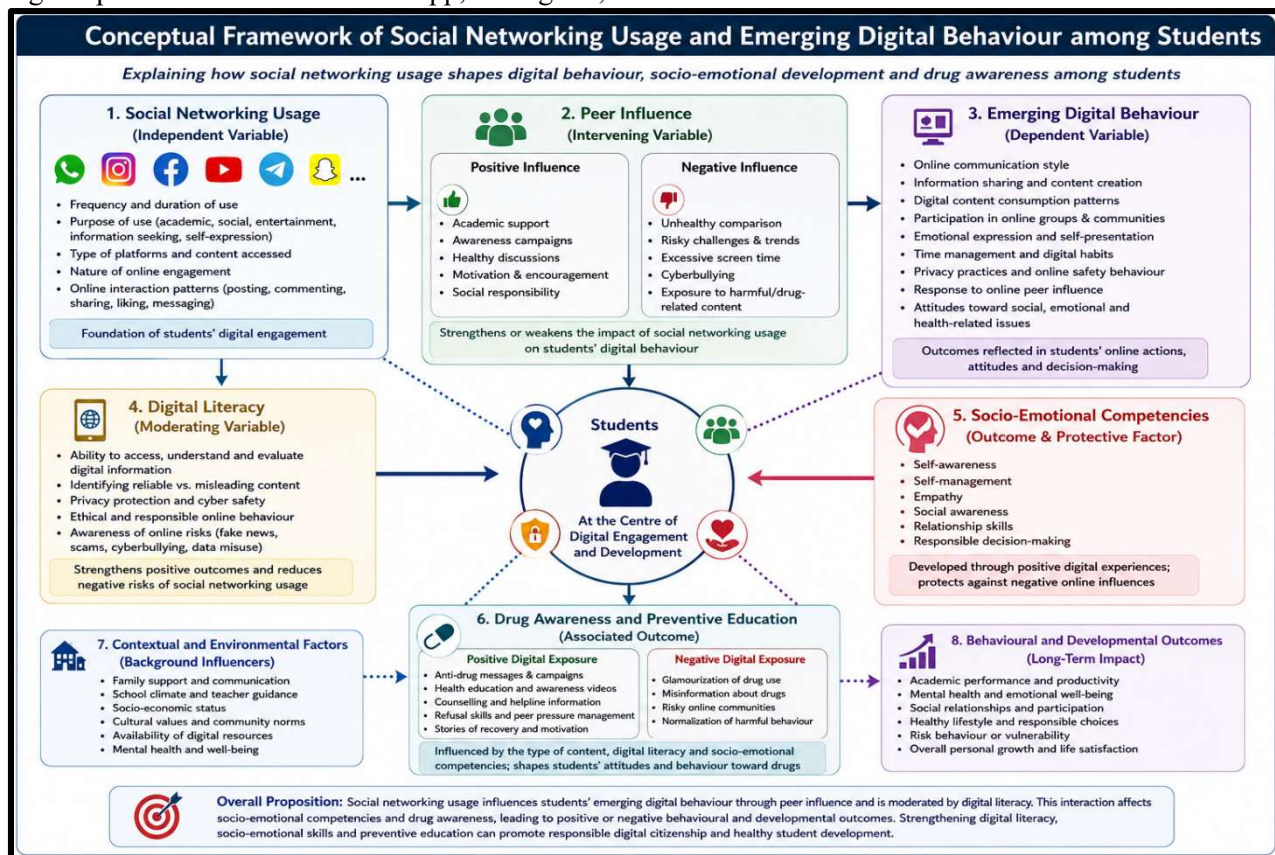 Conceptual Framework of Social Networking Usage and Emerging Digital Behaviour among Students
Explaining how social networking usage shapes digital behaviour, socio-emotional development and drug awareness among students
1. Social Networking Usage
(Independent Variable)
...
• Frequency and duration of use
• Purpose of use (academic, social, entertainment,
information seeking, self-expression)
• Type of platforms and content accessed
• Nature of online engagement
• Online interaction patterns (posting, commenting,
sharing, liking, messaging)
Foundation of students' digital engagement
2. Peer Influence
(Intervening Variable)
Positive Influence
• Academic support
• Awareness campaigns
• Healthy discussions
• Motivation & encouragement
• Social responsibility
Negative Influence
• Unhealthy comparison
• Risky challenges & trends
• Excessive screen time
• Cyberbullying
• Exposure to harmful/drug-
related content
Strengthens or weakens the impact of social networking usage
on students' digital behaviour
3. Emerging Digital Behaviour
(Dependent Variable)
• Online communication style
• Information sharing and content creation
• Digital content consumption patterns
• Participation in online groups & communities
• Emotional expression and self-presentation
• Time management and digital habits
• Privacy practices and online safety behaviour
• Response to online peer influence
• Attitudes toward social, emotional and
health-related issues
Outcomes reflected in students' online actions,
attitudes and decision-making
4. Digital Literacy
(Moderating Variable)
• Ability to access, understand and evaluate
digital information
• Identifying reliable vs. misleading content
• Privacy protection and cyber safety
• Ethical and responsible online behaviour
• Awareness of online risks (fake news,
scams, cyberbullying, data misuse)
Strengthens positive outcomes and reduces
negative risks of social networking usage
Students
At the Centre of
Digital Engagement
and Development
5. Socio-Emotional Competencies
(Outcome & Protective Factor)
• Self-awareness
• Self-management
• Empathy
• Social awareness
• Relationship skills
• Responsible decision-making
Developed through positive digital experiences;
protects against negative online influences
7. Contextual and Environmental Factors
(Background Influencers)
• Family support and communication
• School climate and teacher guidance
• Socio-economic status
• Cultural values and community norms
• Availability of digital resources
• Mental health and well-being
6. Drug Awareness and Preventive Education
(Associated Outcome)
Positive Digital Exposure
• Anti-drug messages & campaigns
• Health education and awareness videos
• Counselling and helpline information
• Refusal skills and peer pressure management
• Stories of recovery and motivation
Negative Digital Exposure
• Glamourization of drug use
• Misinformation about drugs
• Risky online communities
• Normalization of harmful behaviour
Influenced by the type of content, digital literacy and socio-emotional
competencies; shapes students' attitudes and behaviour toward drugs
8. Behavioural and Developmental Outcomes
(Long-Term Impact)
• Academic performance and productivity
• Mental health and emotional well-being
• Social relationships and participation
• Healthy lifestyle and responsible choices
• Risk behaviour or vulnerability
• Overall personal growth and life satisfaction
Overall Proposition: Social networking usage influences students' emerging digital behaviour through peer influence and is moderated by digital literacy. This interaction affects
socio-emotional competencies and drug awareness, leading to positive or negative behavioural and developmental outcomes. Strengthening digital literacy,
socio-emotional skills and preventive education can promote responsible digital citizenship and healthy student development.